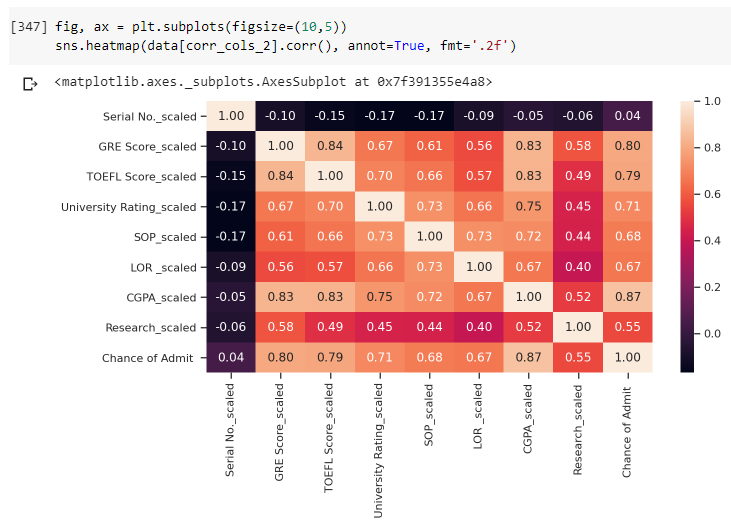 [347] fig, ax = plt.subplots(figsize=(10,5))
sns.heatmap(data[corr_cols_2].corr(), annot=True, fmt='.2f')
<matplotlib.axes._subplots.AxesSubplot at 0x7f391355e4a8>
Serial No._scaled 1.00 -0.10 -0.15 -0.17 -0.17 -0.09 -0.05 -0.06 0.04
GRE Score_scaled -0.10 1.00 0.84 0.67 0.61 0.56 0.83 0.58 0.80
TOEFL Score_scaled -0.15 0.84 1.00 0.70 0.66 0.57 0.83 0.49 0.79
University Rating_scaled -0.17 0.67 0.70 1.00 0.73 0.66 0.75 0.45 0.71
SOP_scaled -0.17 0.61 0.66 0.73 1.00 0.73 0.72 0.44 0.68
LOR _scaled -0.09 0.56 0.57 0.66 0.73 1.00 0.67 0.40 0.67
CGPA_scaled -0.05 0.83 0.83 0.75 0.72 0.67 1.00 0.52 0.87
Research_scaled -0.06 0.58 0.49 0.45 0.44 0.40 0.52 1.00 0.55
Chance of Admit 0.04 0.80 0.79 0.71 0.68 0.67 0.87 0.55 1.00
Serial No._scaled
GRE Score_scaled
TOEFL Score_scaled
University Rating_scaled
SOP_scaled
LOR _scaled
CGPA_scaled
Research_scaled
Chance of Admit
1.0
0.8
0.6
0.4
0.2
0.0